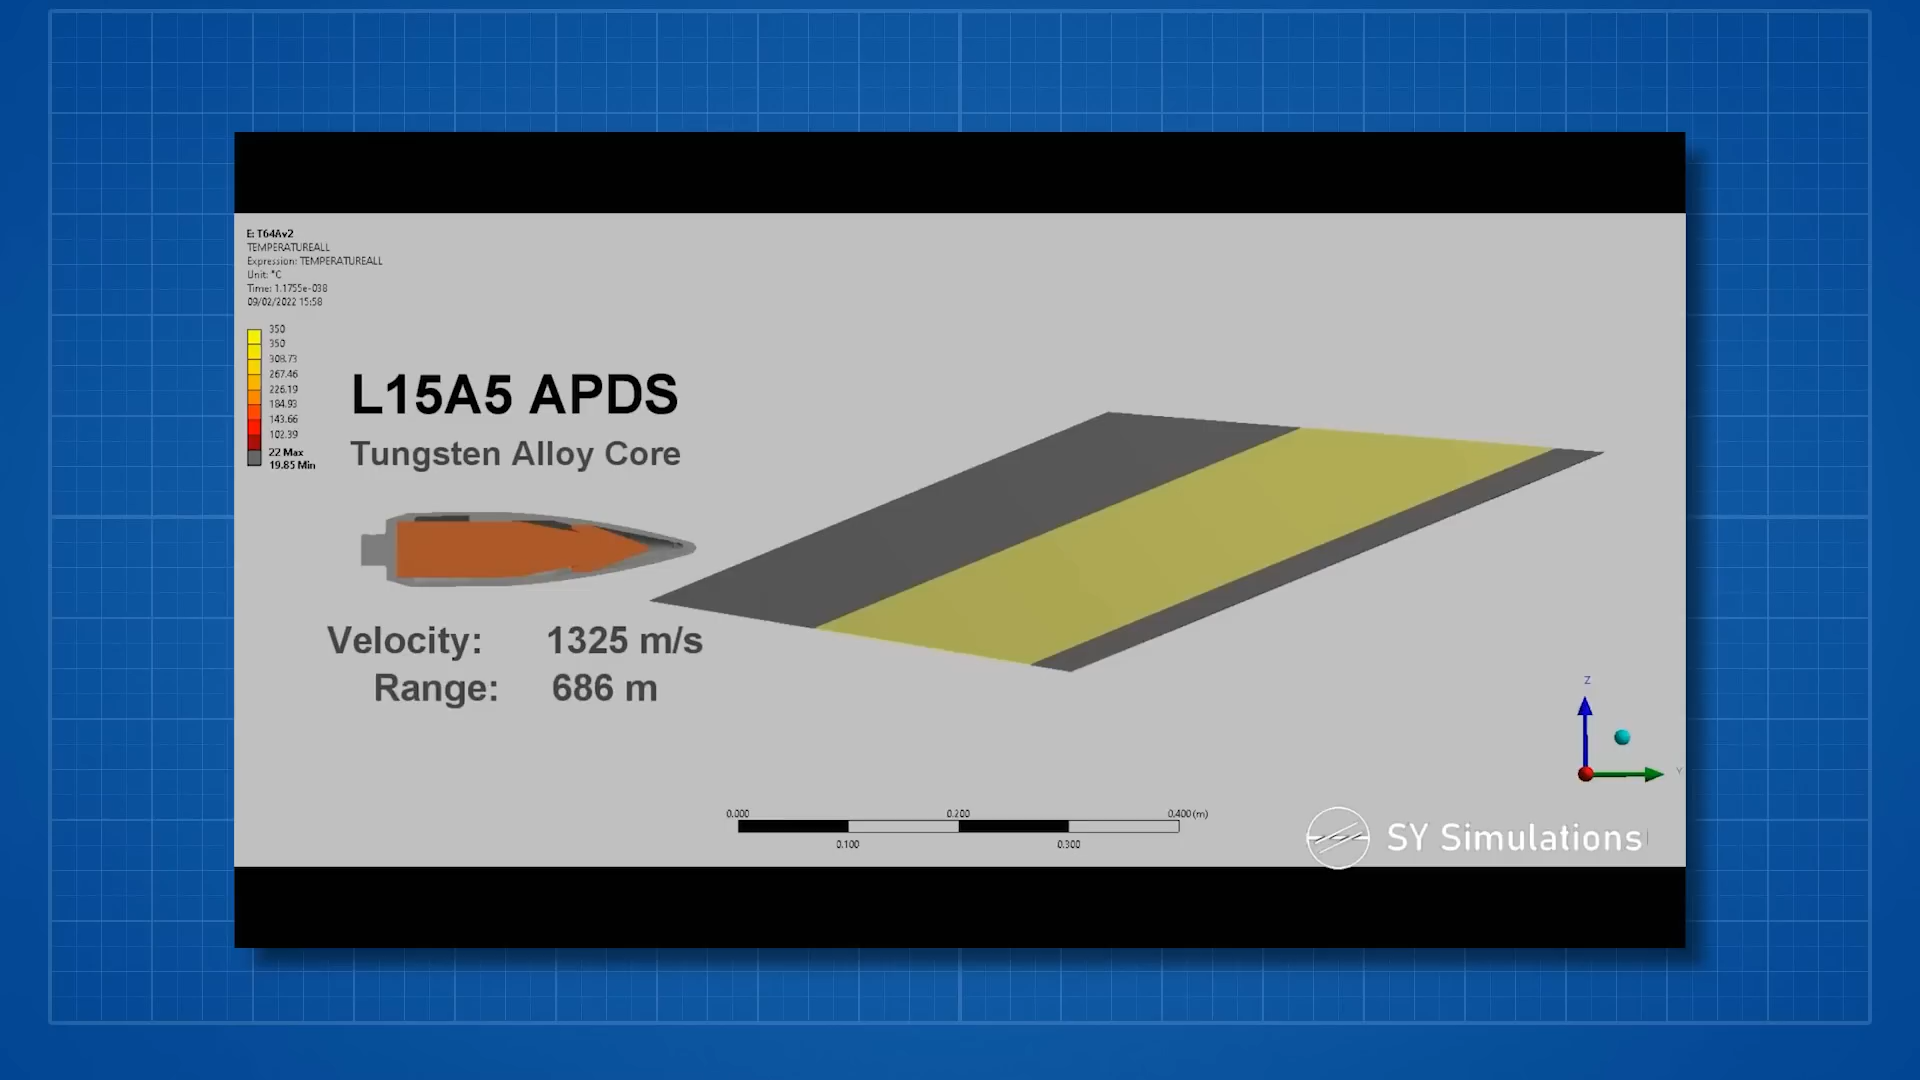 E: T64Av2
TEMPERATUREALL
Expression: TEMPERATUREALL
Unit: °C
Time: 1.1755e-038
09/02/2022 15:58
350
350
308.73
267.46
226.19
184.93
143.66
102.39
22 Max
19.85 Min
L15A5 APDS
Tungsten Alloy Core
Velocity: 1325 m/s
Range: 686 m
Z
Y
0.000 0.200 0.400 (m)
0.100 0.300
SY Simulations